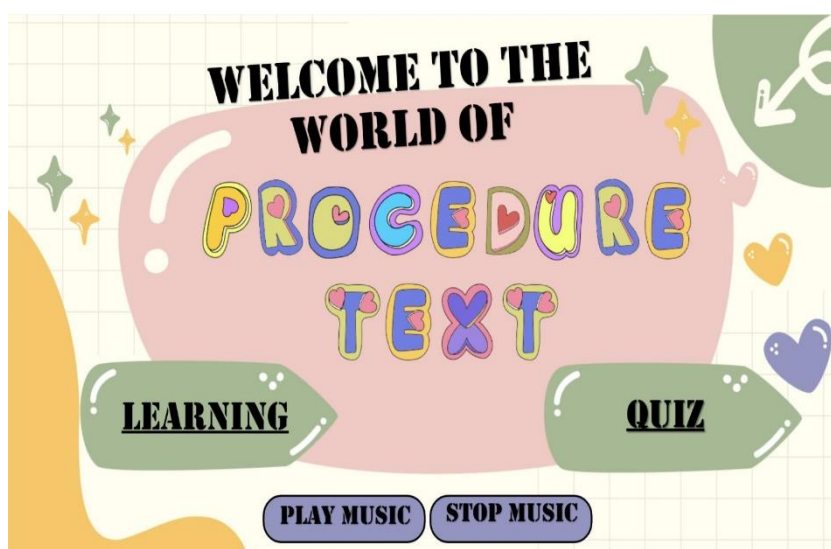 WELCOME TO THE
WORLD OF
PROCEDURE
TEXT
LEARNING
QUIZ
PLAY MUSIC
STOP MUSIC